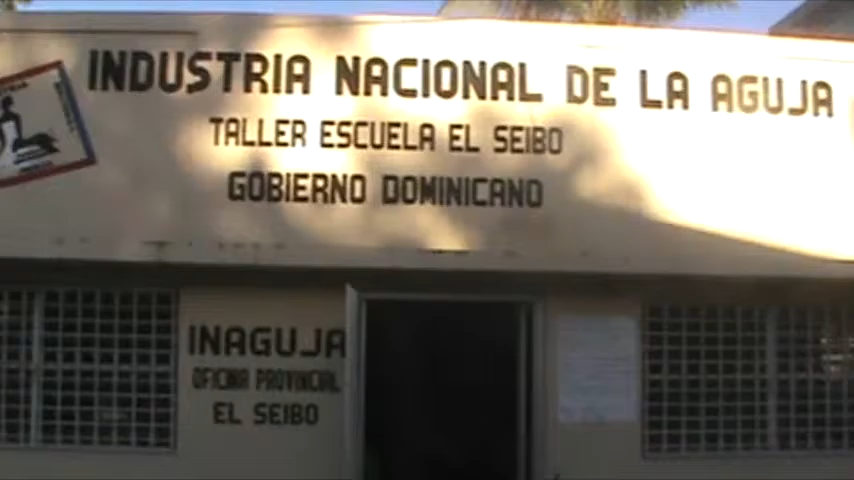 INDUSTRIA NACIONAL DE LA AGUJA
TALLER ESCUELA EL SEIBO
GOBIERNO DOMINICANO
INAGUJA
OFICINA PROVINCIAL
EL SEIBO